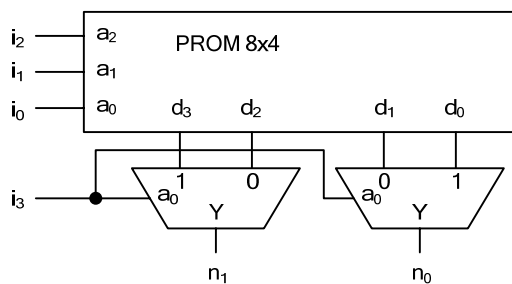 i₂ a₂ PROM 8x4
i₁ a₁
i₀ a₀ d₃ d₂ d₁ d₀
1 0 0 1
i₃ a₀ a₀
Y Y
n₁ n₀